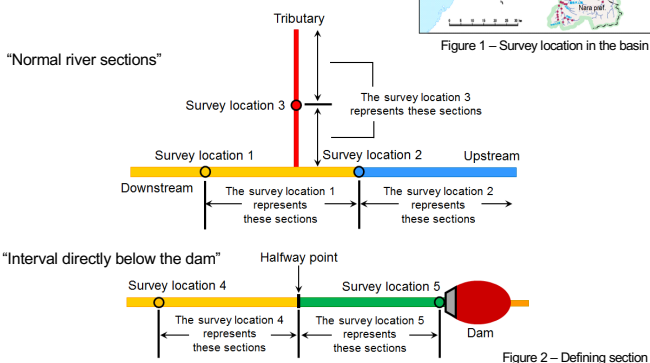 Tributary
Nara pref.
Figure 1 – Survey location in the basin
“Normal river sections”
Survey location 3
The survey location 3
represents these sections
Survey location 1
Survey location 2
Upstream
Downstream
The survey location 1
represents
these sections
The survey location 2
represents
these sections
“Interval directly below the dam”
Halfway point
Survey location 4
Survey location 5
The survey location 4
represents
these sections
The survey location 5
represents
these sections
Dam
Figure 2 – Defining section